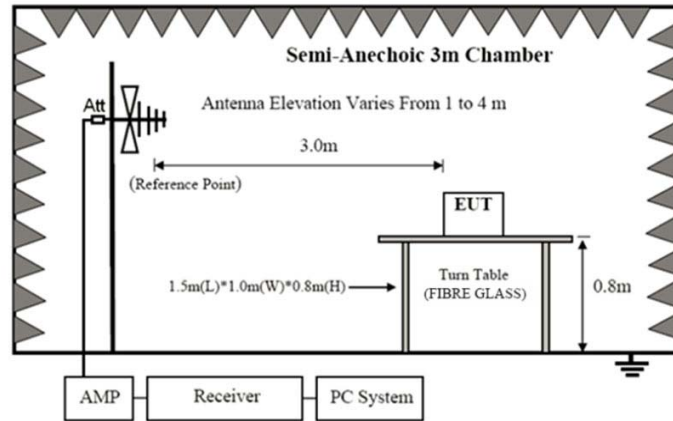 Semi-Anechoic 3m Chamber
Att
Antenna Elevation Varies From 1 to 4 m
3.0m
(Reference Point)
EUT
1.5m(L)*1.0m(W)*0.8m(H)
Turn Table
(FIBRE GLASS)
0.8m
AMP
Receiver
PC System